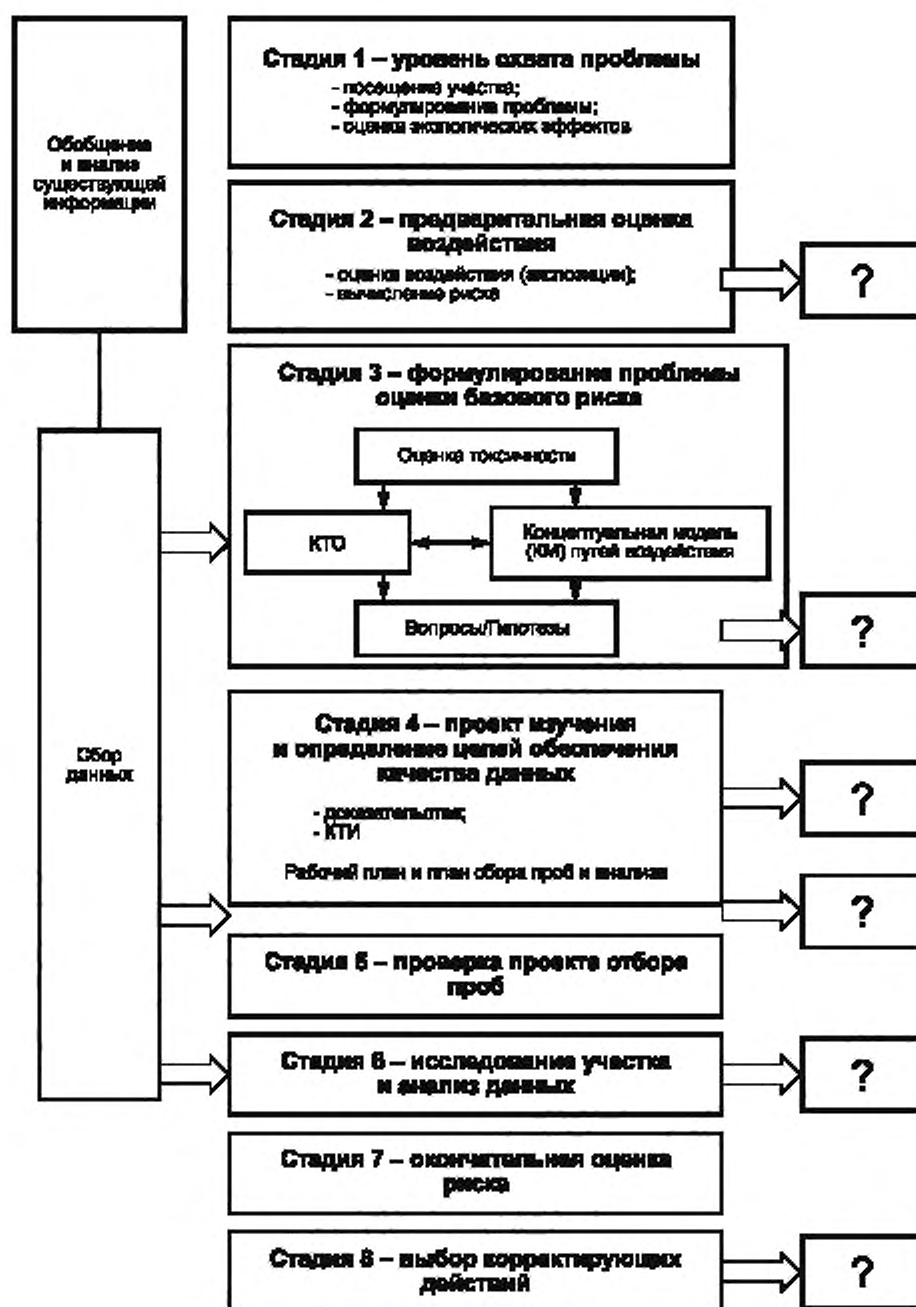 Обобщение
и анализ
существующей
информации
Стадия 1 – уровень охвата проблемы
- посещение участка;
- формулирование проблемы;
- оценка экологических эффектов
Стадия 2 – предварительная оценка
воздействия
- оценка воздействия (экспозиции);
- вычисление риска
?
Стадия 3 – формулирование проблемы
оценки базового риска
Оценка токсичности
КТО
Концептуальная модель
(КМ) путей воздействия
Вопросы/Гипотезы
?
Сбор
данных
Стадия 4 – проект изучения
и определение целей обеспечения
качества данных
- доказательства;
- КТИ
Рабочий план и план сбора проб и анализа
?
?
Стадия 5 – проверка проекта отбора
проб
Стадия 6 – исследование участка
и анализ данных
?
Стадия 7 – окончательная оценка
риска
Стадия 8 – выбор корректирующих
действий
?